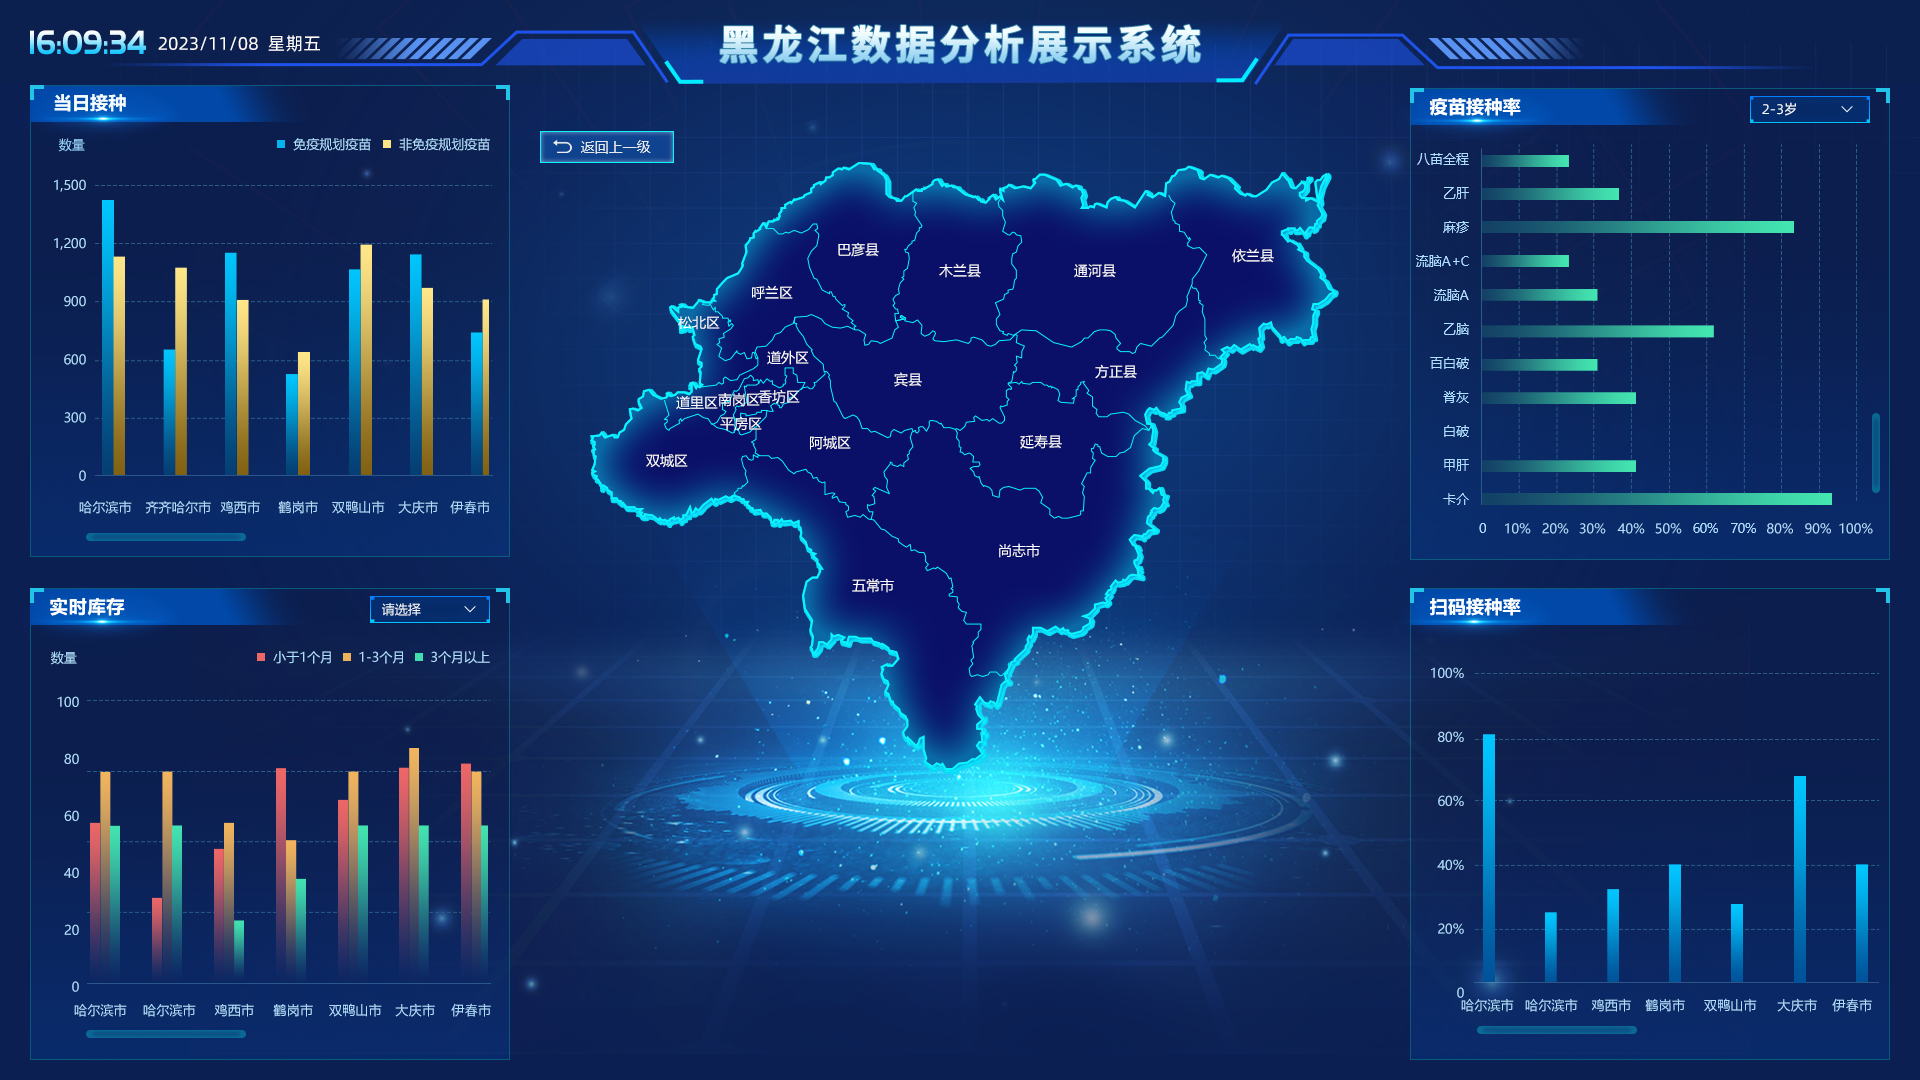 16:09:34 2023/11/08 星期五
黑龙江数据分析展示系统
当日接种
数量
免疫规划疫苗 非免疫规划疫苗
1,500
1,200
900
600
300
0
哈尔滨市 齐齐哈尔市 鸡西市 鹤岗市 双鸭山市 大庆市 伊春市
实时库存
请选择
数量
小于1个月 1-3个月 3个月以上
100
80
60
40
20
0
哈尔滨市 哈尔滨市 鸡西市 鹤岗市 双鸭山市 大庆市 伊春市
返回上一级
巴彦县
木兰县
通河县
依兰县
呼兰区
松北区
道外区
宾县
方正县
道里区
南岗区
香坊区
平房区
阿城区
延寿县
双城区
尚志市
五常市
疫苗接种率
2-3岁
八苗全程
乙肝
麻疹
流脑A+C
流脑A
乙脑
百白破
脊灰
白破
甲肝
卡介
0 10% 20% 30% 40% 50% 60% 70% 80% 90% 100%
扫码接种率
100%
80%
60%
40%
20%
0
哈尔滨市 哈尔滨市 鸡西市 鹤岗市 双鸭山市 大庆市 伊春市